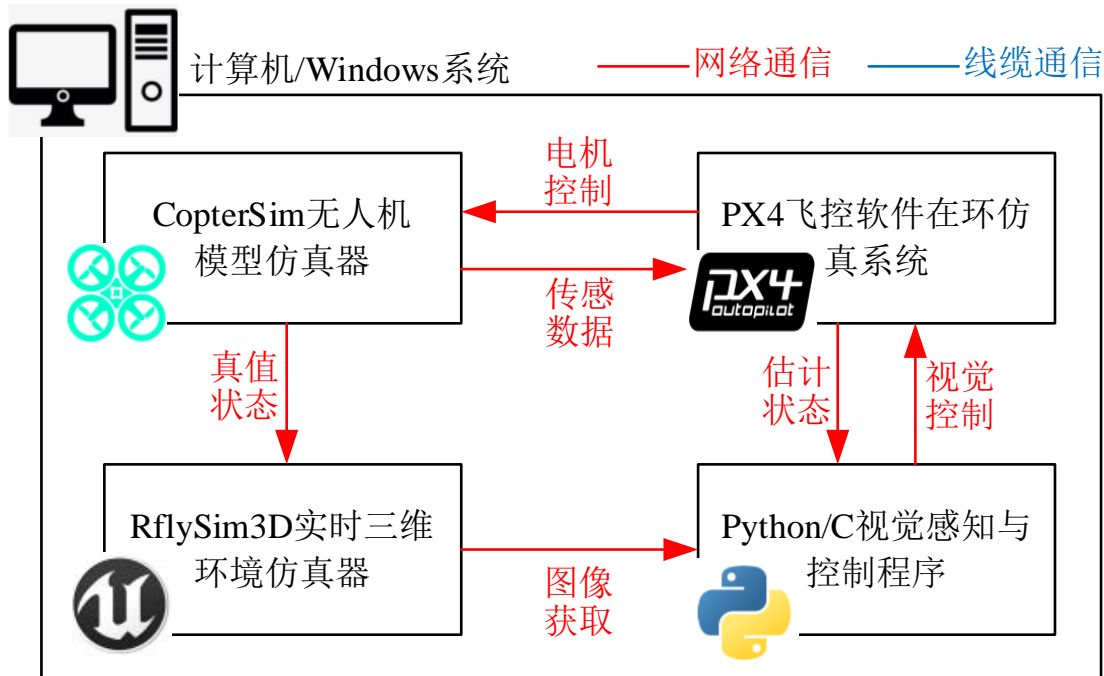 计算机/Windows系统
网络通信
线缆通信
电机
控制
CopterSim无人机
模型仿真器
PX4飞控软件在环仿
真系统
px4
autopilot
传感
数据
真值
状态
估计
状态
视觉
控制
RflySim3D实时三维
环境仿真器
Python/C视觉感知与
控制程序
图像
获取